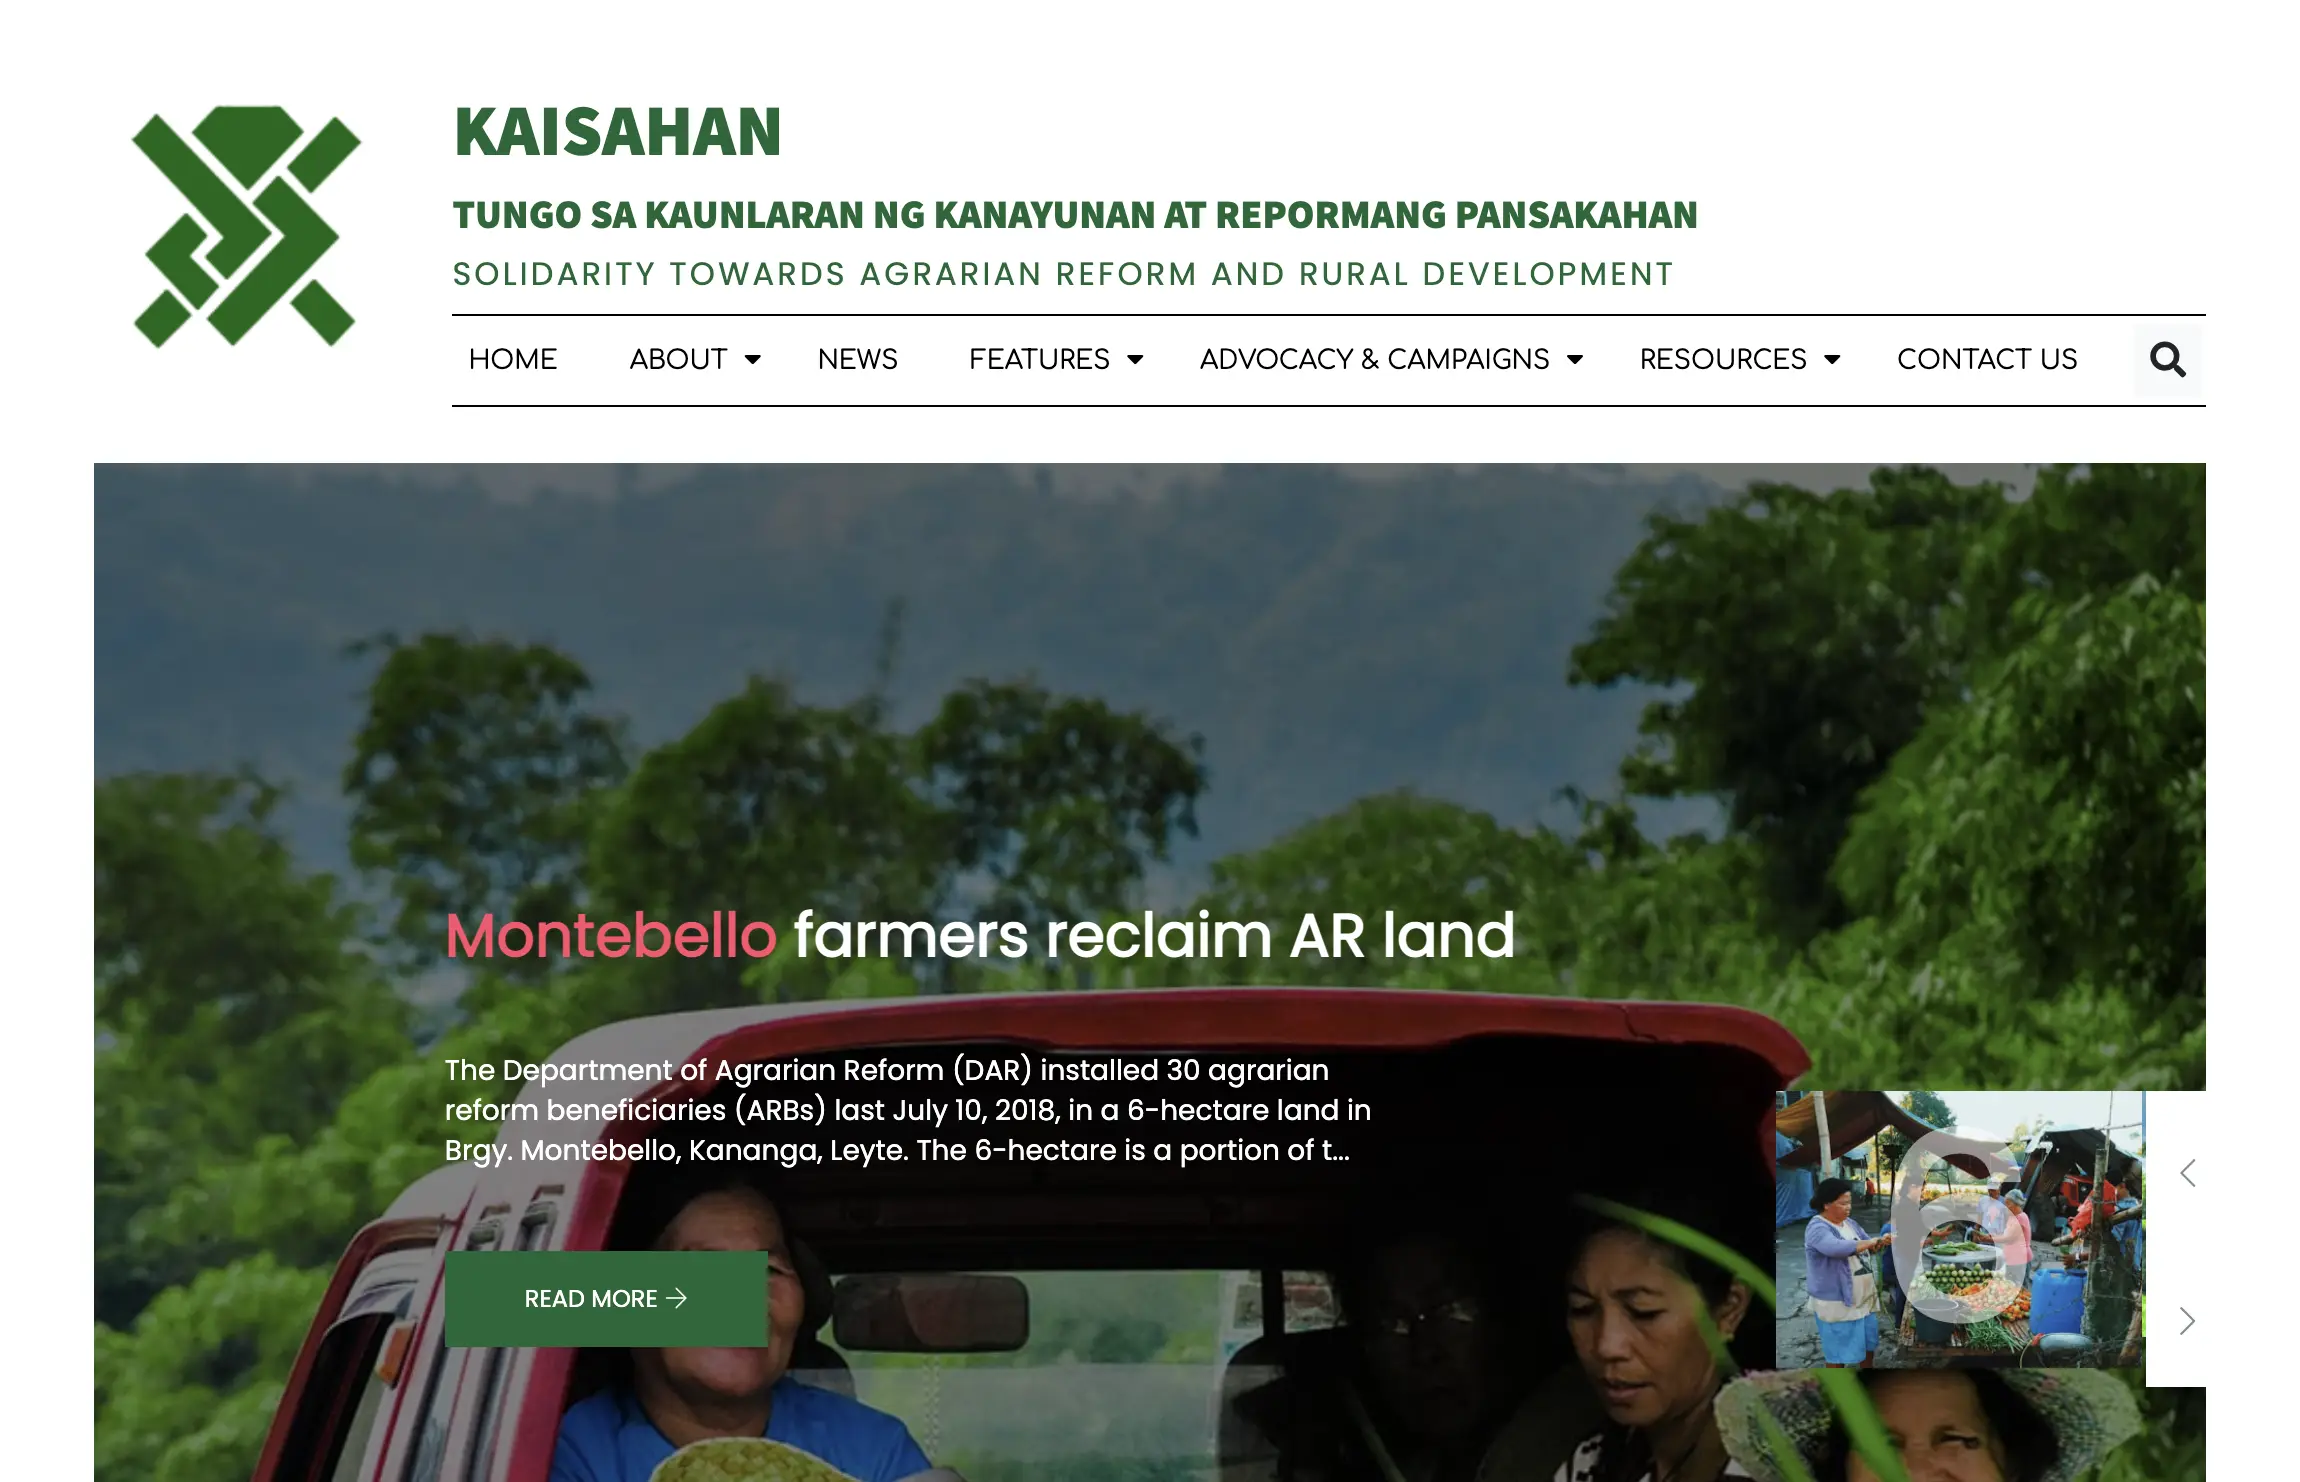 KAISAHAN
TUNGO SA KAUNLARAN NG KANAYUNAN AT REPORMANG PANSAKAHAN
SOLIDARITY TOWARDS AGRARIAN REFORM AND RURAL DEVELOPMENT
HOME ABOUT NEWS FEATURES ADVOCACY & CAMPAIGNS RESOURCES CONTACT US
Montebello farmers reclaim AR land
The Department of Agrarian Reform (DAR) installed 30 agrarian
reform beneficiaries (ARBs) last July 10, 2018, in a 6-hectare land in
Brgy. Montebello, Kananga, Leyte. The 6-hectare is a portion of t...
6
READ MORE →